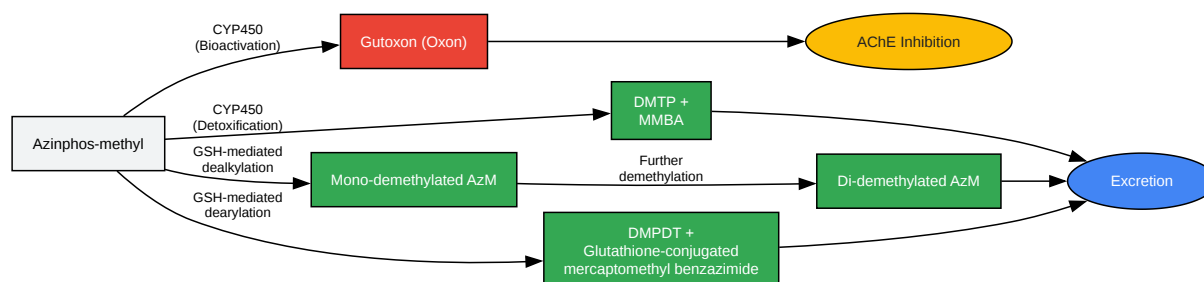 CYP450
(Bioactivation)
Gutoxon (Oxon)
AChE Inhibition
CYP450
(Detoxification)
DMTP +
MMBA
Azinphos-methyl
GSH-mediated
dealkylation
Mono-demethylated AzM
Further
demethylation
Di-demethylated AzM
Excretion
GSH-mediated
dearylation
DMPDT +
Glutathione-conjugated
mercaptomethyl benzazimide